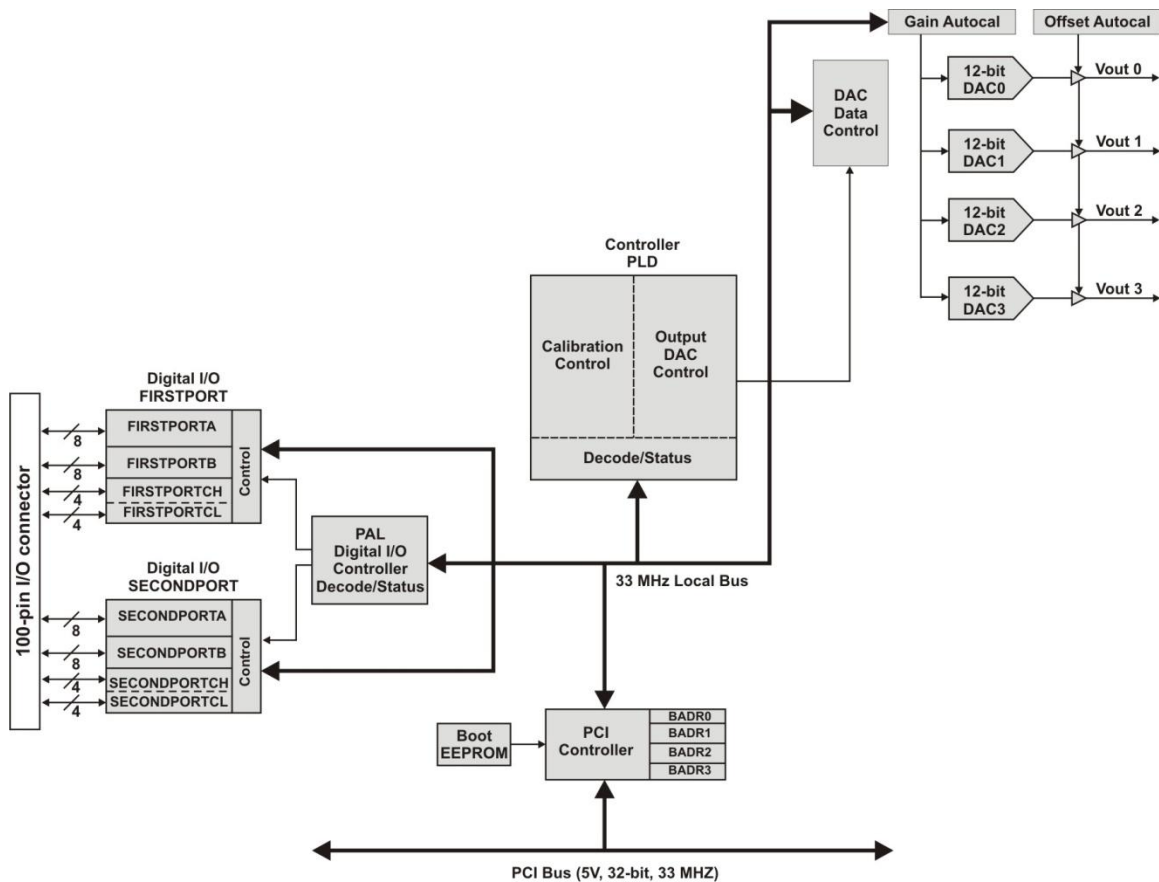 Gain Autocal
Offset Autocal
12-bit
DAC0
Vout 0
12-bit
DAC1
Vout 1
12-bit
DAC2
Vout 2
12-bit
DAC3
Vout 3
DAC
Data
Control
Controller
PLD
Calibration
Control
Output
DAC
Control
Decode/Status
Digital I/O
FIRSTPORT
FIRSTPORTA
FIRSTPORTB
FIRSTPORTCH
FIRSTPORTCL
Control
8
8
4
4
100-pin I/O connector
PAL
Digital I/O
Controller
Decode/Status
33 MHz Local Bus
Digital I/O
SECONDPORT
SECONDPORTA
SECONDPORTB
SECONDPORTCH
SECONDPORTCL
Control
8
8
4
4
Boot
EEPROM
PCI
Controller
BADR0
BADR1
BADR2
BADR3
PCI Bus (5V, 32-bit, 33 MHZ)